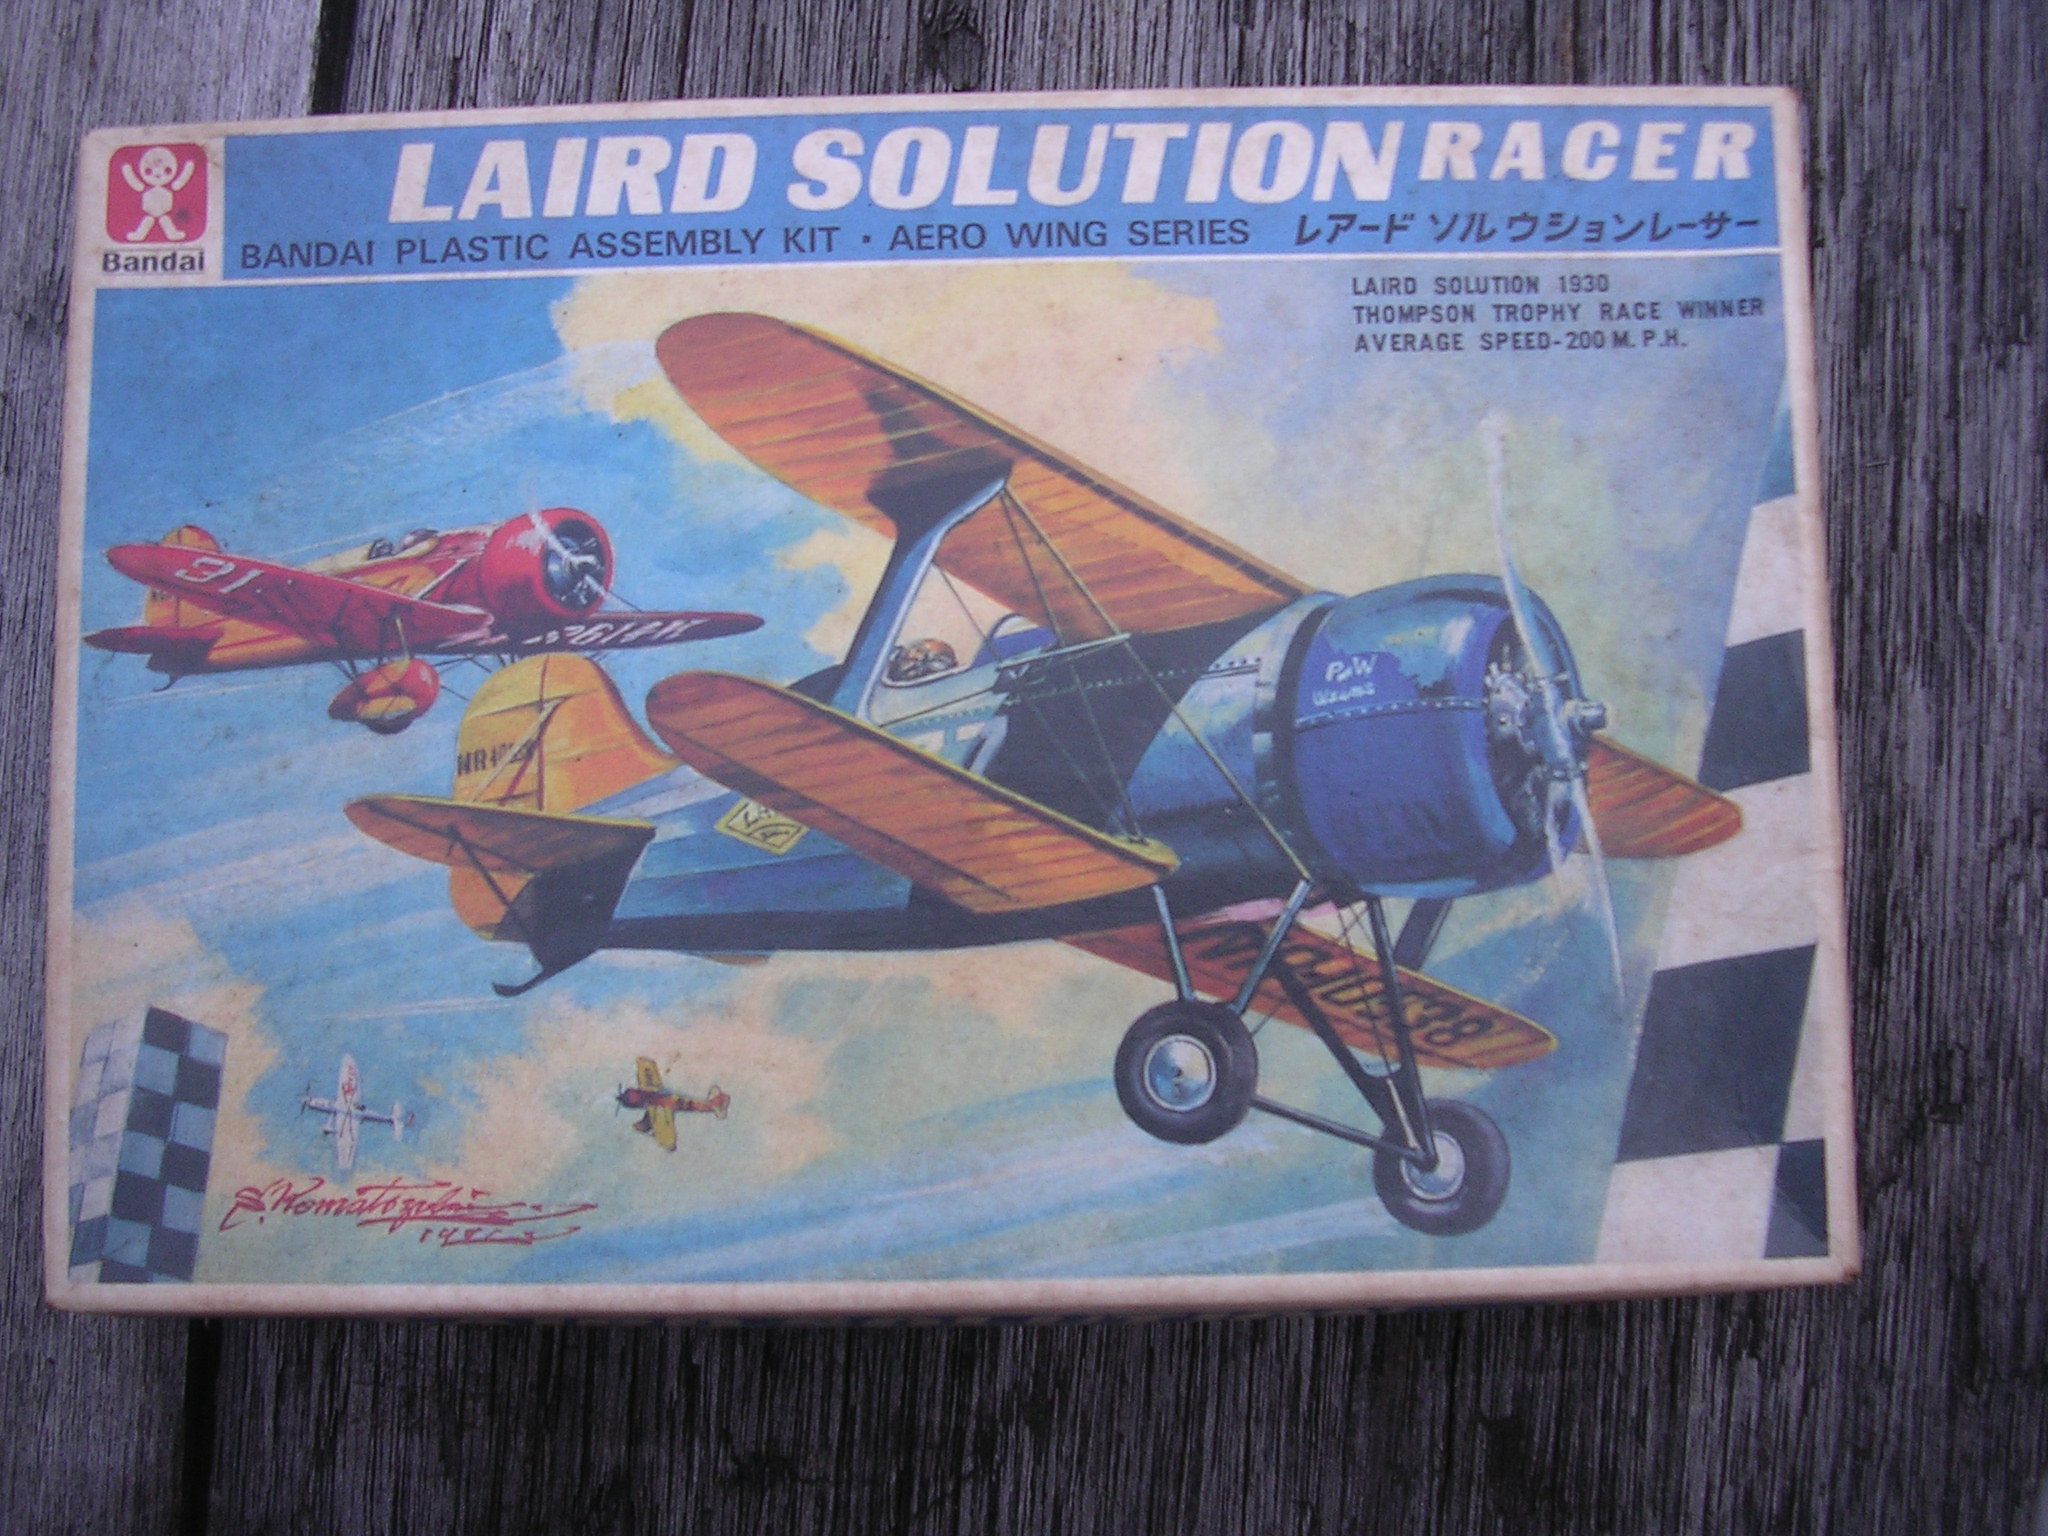 LAIRD SOLUTION RACER
Bandai
BANDAI PLASTIC ASSEMBLY KIT · AERO WING SERIES レアード ソルウションレーサー
LAIRD SOLUTION 1930
THOMPSON TROPHY RACE WINNER
AVERAGE SPEED-200 M.P.H.
31